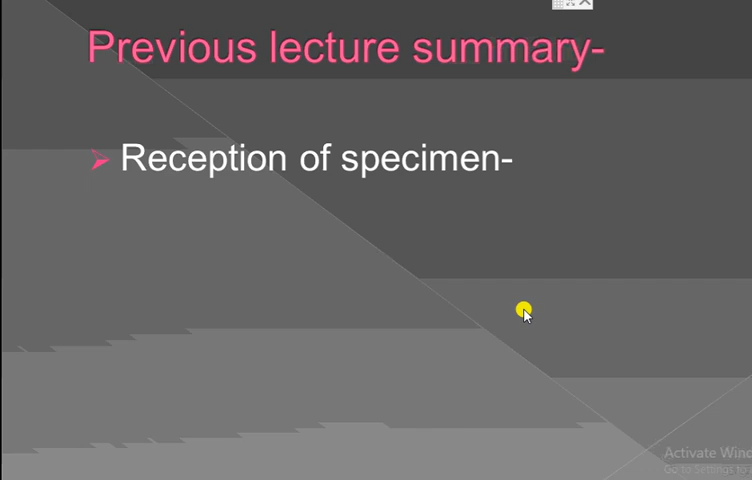 Previous lecture summary-
Reception of specimen-
Activate Wind
Go to Settings to a